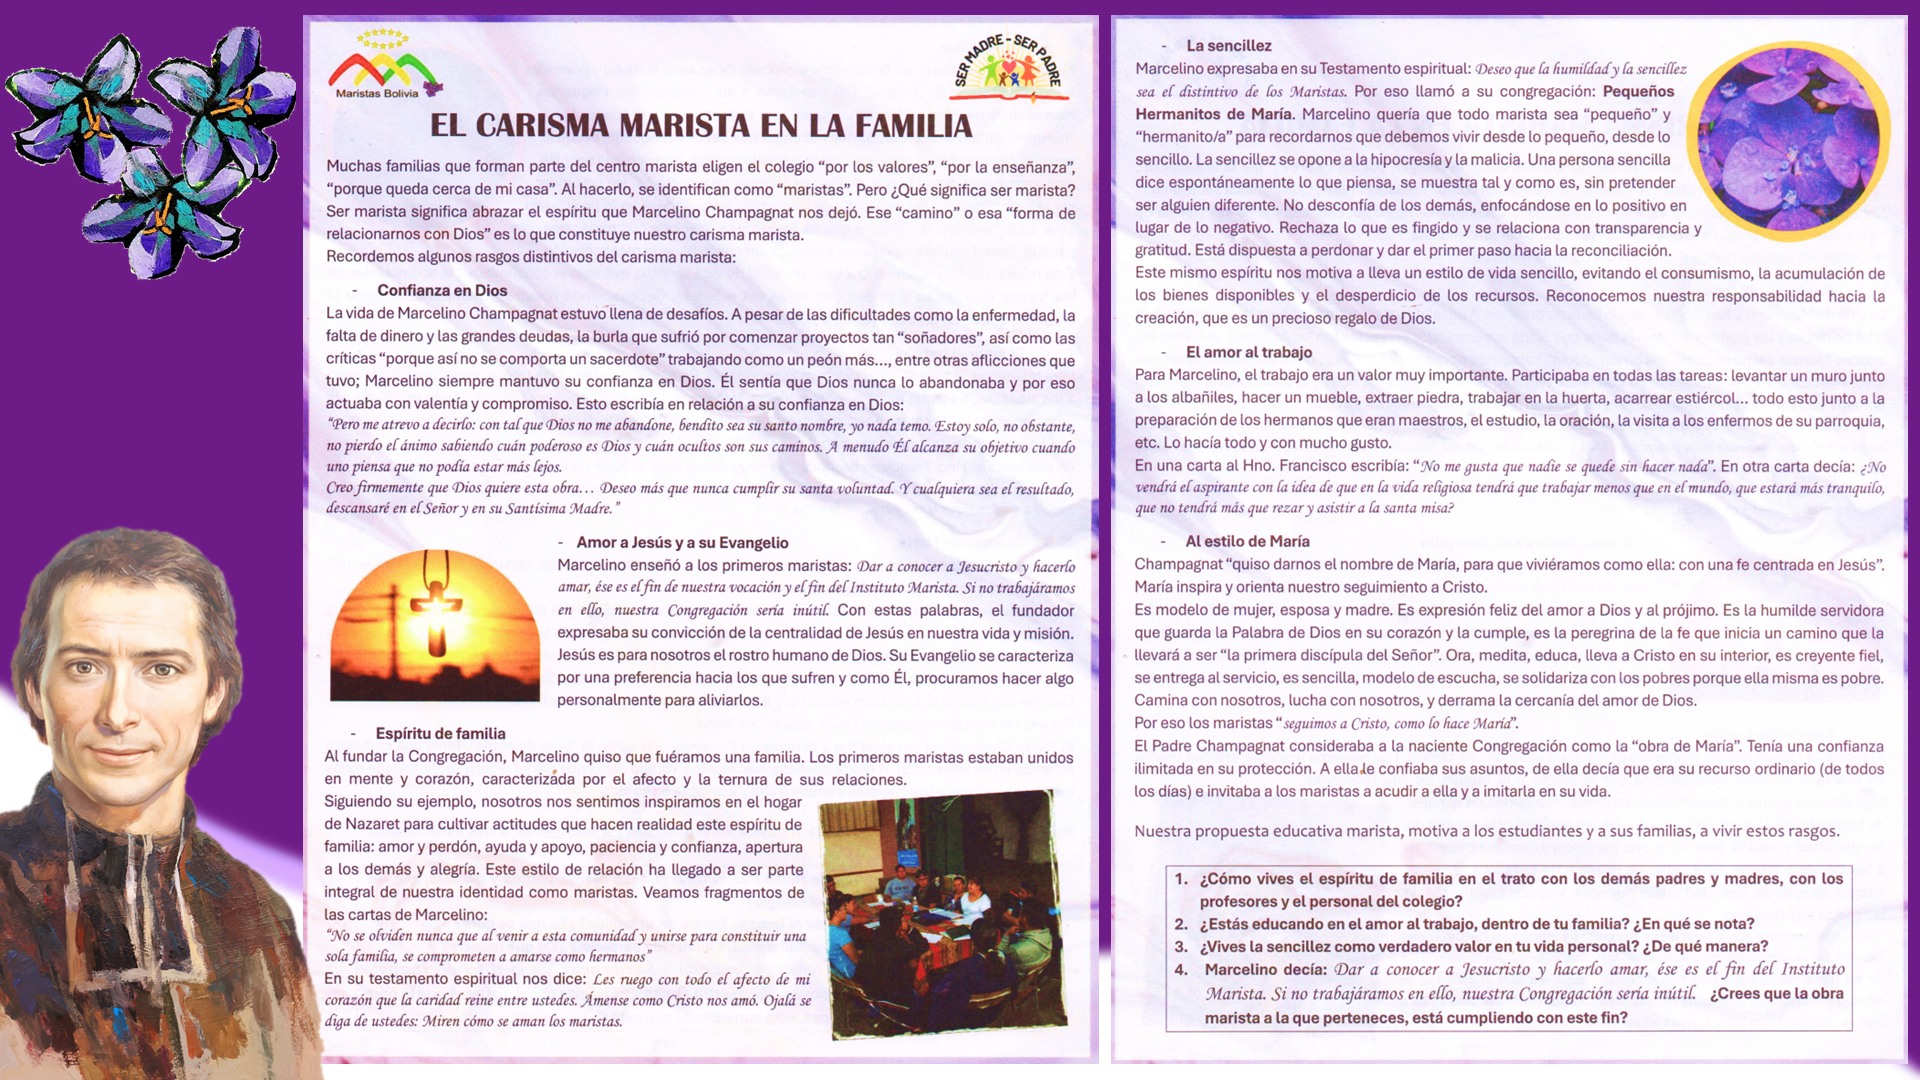 Maristas Bolivia
SER MADRE - SER PADRE
EL CARISMA MARISTA EN LA FAMILIA
Muchas familias que forman parte del centro marista eligen el colegio “por los valores”, “por la enseñanza”,
“porque queda cerca de mi casa”. Al hacerlo, se identifican como “maristas”. Pero ¿Qué significa ser marista?
Ser marista significa abrazar el espíritu que Marcelino Champagnat nos dejó. Ese “camino” o esa “forma de
relacionarnos con Dios” es lo que constituye nuestro carisma marista.
Recordemos algunos rasgos distintivos del carisma marista:
- Confianza en Dios
La vida de Marcelino Champagnat estuvo llena de desafíos. A pesar de las dificultades como la enfermedad, la
falta de dinero y las grandes deudas, la burla que sufrió por comenzar proyectos tan “soñadores”, así como las
críticas “porque así no se comporta un sacerdote” trabajando como un peón más..., entre otras aflicciones que
tuvo; Marcelino siempre mantuvo su confianza en Dios. Él sentía que Dios nunca lo abandonaba y por eso
actuaba con valentía y compromiso. Esto escribía en relación a su confianza en Dios:
“Pero me atrevo a decirlo: con tal que Dios no me abandone, bendito sea su santo nombre, yo nada temo. Estoy solo, no obstante,
no pierdo el ánimo sabiendo cuán poderoso es Dios y cuán ocultos son sus caminos. A menudo Él alcanza su objetivo cuando
uno piensa que no podía estar más lejos.
Creo firmemente que Dios quiere esta obra… Deseo más que nunca cumplir su santa voluntad. Y cualquiera sea el resultado,
descansaré en el Señor y en su Santísima Madre.”
- Amor a Jesús y a su Evangelio
Marcelino enseñó a los primeros maristas: Dar a conocer a Jesucristo y hacerlo
amar, ése es el fin de nuestra vocación y el fin del Instituto Marista. Si no trabajáramos
en ello, nuestra Congregación sería inútil. Con estas palabras, el fundador
expresaba su convicción de la centralidad de Jesús en nuestra vida y misión.
Jesús es para nosotros el rostro humano de Dios. Su Evangelio se caracteriza
por una preferencia hacia los que sufren y como Él, procuramos hacer algo
personalmente para aliviarlos.
- Espíritu de familia
Al fundar la Congregación, Marcelino quiso que fuéramos una familia. Los primeros maristas estaban unidos
en mente y corazón, caracterizada por el afecto y la ternura de sus relaciones.
Siguiendo su ejemplo, nosotros nos sentimos inspiramos en el hogar
de Nazaret para cultivar actitudes que hacen realidad este espíritu de
familia: amor y perdón, ayuda y apoyo, paciencia y confianza, apertura
a los demás y alegría. Este estilo de relación ha llegado a ser parte
integral de nuestra identidad como maristas. Veamos fragmentos de
las cartas de Marcelino:
“No se olviden nunca que al venir a esta comunidad y unirse para constituir una
sola familia, se comprometen a amarse como hermanos”
En su testamento espiritual nos dice: Les ruego con todo el afecto de mi
corazón que la caridad reine entre ustedes. Ámense como Cristo nos amó. Ojalá se
diga de ustedes: Miren cómo se aman los maristas.
- La sencillez
Marcelino expresaba en su Testamento espiritual: Deseo que la humildad y la sencillez
sea el distintivo de los Maristas. Por eso llamó a su congregación: Pequeños
Hermanitos de María. Marcelino quería que todo marista sea “pequeño” y
“hermanito/a” para recordarnos que debemos vivir desde lo pequeño, desde lo
sencillo. La sencillez se opone a la hipocresía y la malicia. Una persona sencilla
dice espontáneamente lo que piensa, se muestra tal y como es, sin pretender
ser alguien diferente. No desconfía de los demás, enfocándose en lo positivo en
lugar de lo negativo. Rechaza lo que es fingido y se relaciona con transparencia y
gratitud. Está dispuesta a perdonar y dar el primer paso hacia la reconciliación.
Este mismo espíritu nos motiva a lleva un estilo de vida sencillo, evitando el consumismo, la acumulación de
los bienes disponibles y el desperdicio de los recursos. Reconocemos nuestra responsabilidad hacia la
creación, que es un precioso regalo de Dios.
- El amor al trabajo
Para Marcelino, el trabajo era un valor muy importante. Participaba en todas las tareas: levantar un muro junto
a los albañiles, hacer un mueble, extraer piedra, trabajar en la huerta, acarrear estiércol... todo esto junto a la
preparación de los hermanos que eran maestros, el estudio, la oración, la visita a los enfermos de su parroquia,
etc. Lo hacía todo y con mucho gusto.
En una carta al Hno. Francisco escribía: “No me gusta que nadie se quede sin hacer nada”. En otra carta decía: ¿No
vendrá el aspirante con la idea de que en la vida religiosa tendrá que trabajar menos que en el mundo, que estará más tranquilo,
que no tendrá más que rezar y asistir a la santa misa?
- Al estilo de María
Champagnat “quiso darnos el nombre de María, para que viviéramos como ella: con una fe centrada en Jesús”.
María inspira y orienta nuestro seguimiento a Cristo.
Es modelo de mujer, esposa y madre. Es expresión feliz del amor a Dios y al prójimo. Es la humilde servidora
que guarda la Palabra de Dios en su corazón y la cumple, es la peregrina de la fe que inicia un camino que la
llevará a ser “la primera discípula del Señor”. Ora, medita, educa, lleva a Cristo en su interior, es creyente fiel,
se entrega al servicio, es sencilla, modelo de escucha, se solidariza con los pobres porque ella misma es pobre.
Camina con nosotros, lucha con nosotros, y derrama la cercanía del amor de Dios.
Por eso los maristas “seguimos a Cristo, como lo hace María”.
El Padre Champagnat consideraba a la naciente Congregación como la “obra de María”. Tenía una confianza
ilimitada en su protección. A ella le confiaba sus asuntos, de ella decía que era su recurso ordinario (de todos
los días) e invitaba a los maristas a acudir a ella y a imitarla en su vida.
Nuestra propuesta educativa marista, motiva a los estudiantes y a sus familias, a vivir estos rasgos.
1. ¿Cómo vives el espíritu de familia en el trato con los demás padres y madres, con los
profesores y el personal del colegio?
2. ¿Estás educando en el amor al trabajo, dentro de tu familia? ¿En qué se nota?
3. ¿Vives la sencillez como verdadero valor en tu vida personal? ¿De qué manera?
4. Marcelino decía: Dar a conocer a Jesucristo y hacerlo amar, ése es el fin del Instituto
Marista. Si no trabajáramos en ello, nuestra Congregación sería inútil. ¿Crees que la obra
marista a la que perteneces, está cumpliendo con este fin?